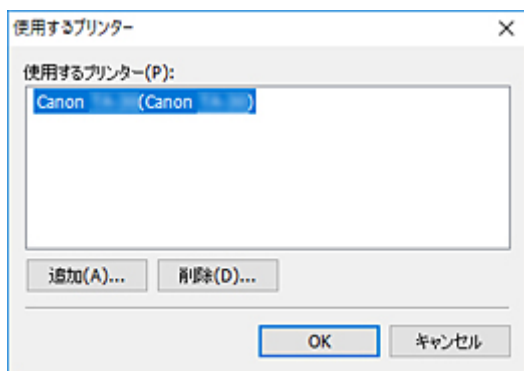 使用するプリンター
使用するプリンター(P):
Canon (Canon )
追加(A)...
削除(D)...
OK
キャンセル